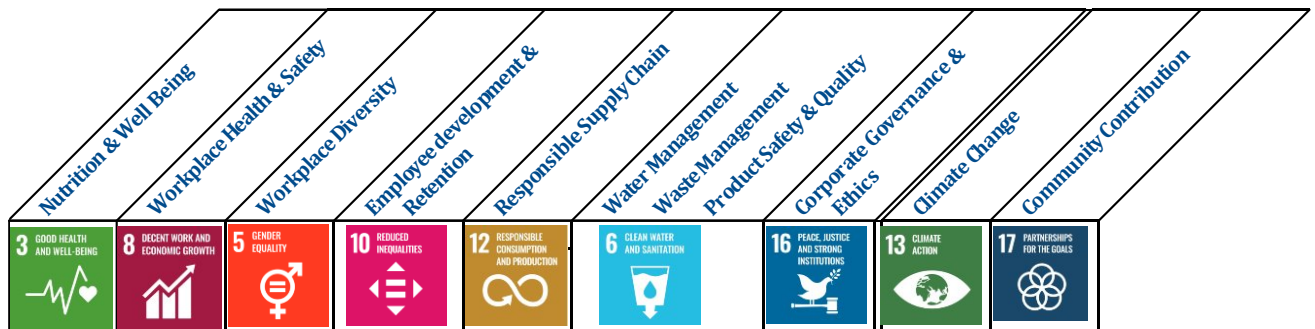 Nutrition & Well Being
Workplace Health & Safety
Workplace Diversity
Employee development &
Retention
Responsible Supply Chain
Water Management
Waste Management
Product Safety & Quality
Corporate Governance &
Ethics
Climate Change
Community Contribution
3 GOOD HEALTH
AND WELL-BEING
8 DECENT WORK AND
ECONOMIC GROWTH
5 GENDER
EQUALITY
10 REDUCED
INEQUALITIES
12 RESPONSIBLE
CONSUMPTION
AND PRODUCTION
6 CLEAN WATER
AND SANITATION
16 PEACE, JUSTICE
AND STRONG
INSTITUTIONS
13 CLIMATE
ACTION
17 PARTNERSHIPS
FOR THE GOALS